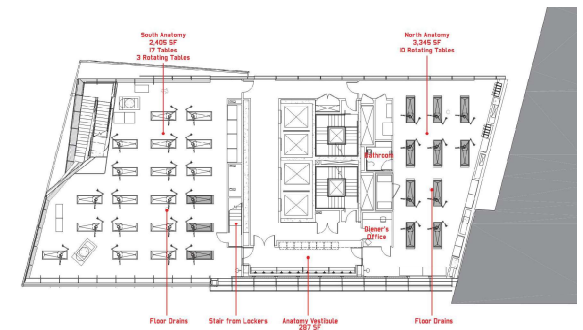 South Anatomy
2,405 SF
17 Tables
3 Rotating Tables
North Anatomy
3,345 SF
10 Rotating Tables
Bathroom
Diener's
Office
Floor Drains
Stair from Lockers
Anatomy Vestibule
287 SF
Floor Drains